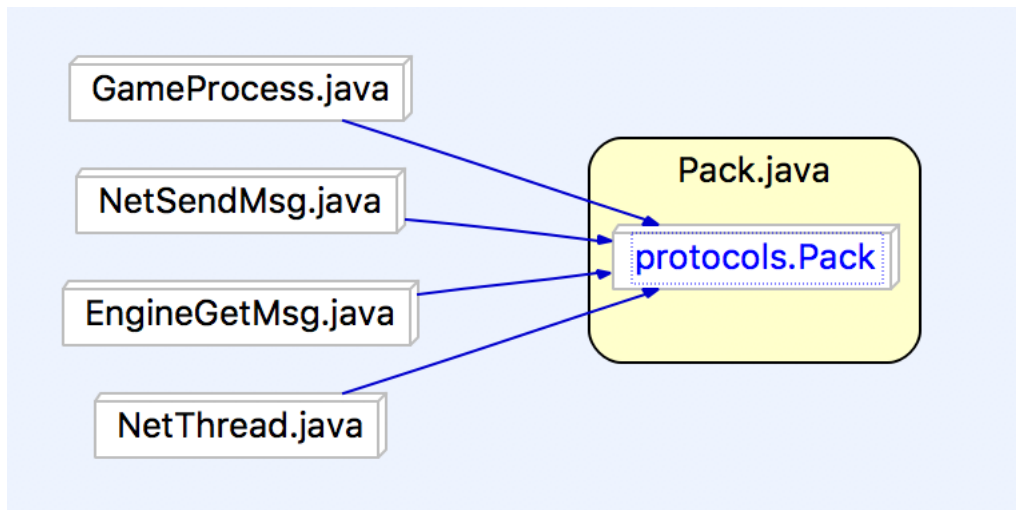 GameProcess.java
Pack.java
NetSendMsg.java
protocols.Pack
EngineGetMsg.java
NetThread.java